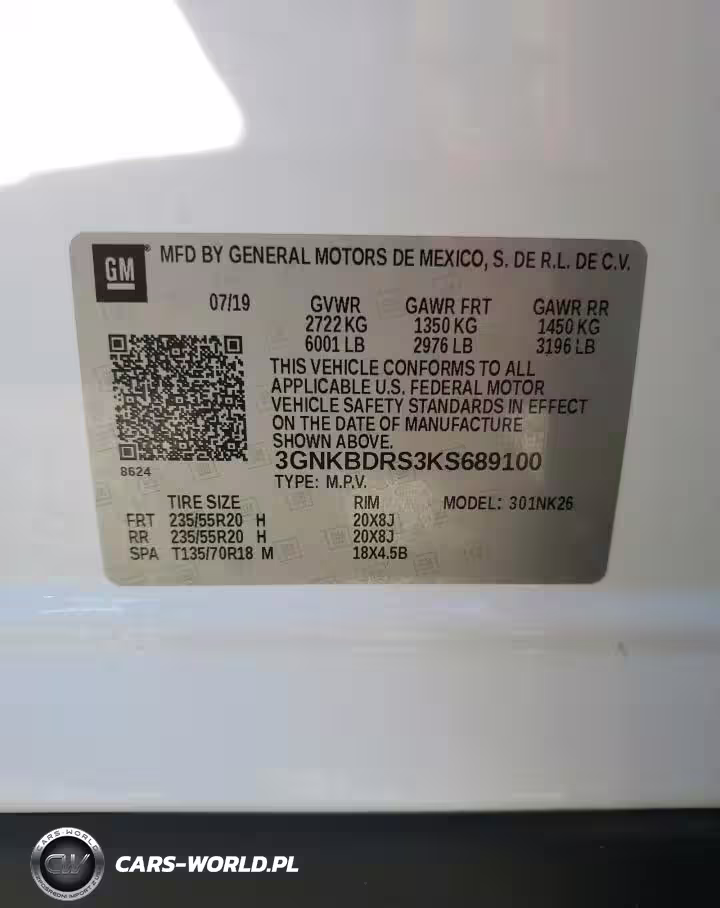 GM
MFD BY GENERAL MOTORS DE MEXICO, S. DE R.L. DE C.V.
07/19 GVWR GAWR FRT GAWR RR
2722 KG 1350 KG 1450 KG
6001 LB 2976 LB 3196 LB
THIS VEHICLE CONFORMS TO ALL
APPLICABLE U.S. FEDERAL MOTOR
VEHICLE SAFETY STANDARDS IN EFFECT
ON THE DATE OF MANUFACTURE
SHOWN ABOVE.
3GNKBDRS3KS689100
8624
TYPE: M.P.V.
TIRE SIZE RIM MODEL: 301NK26
FRT 235/55R20 H 20X8J
RR 235/55R20 H 20X8J
SPA T135/70R18 M 18X4.5B
CARS-WORLD
CW
CARS-WORLD.PL